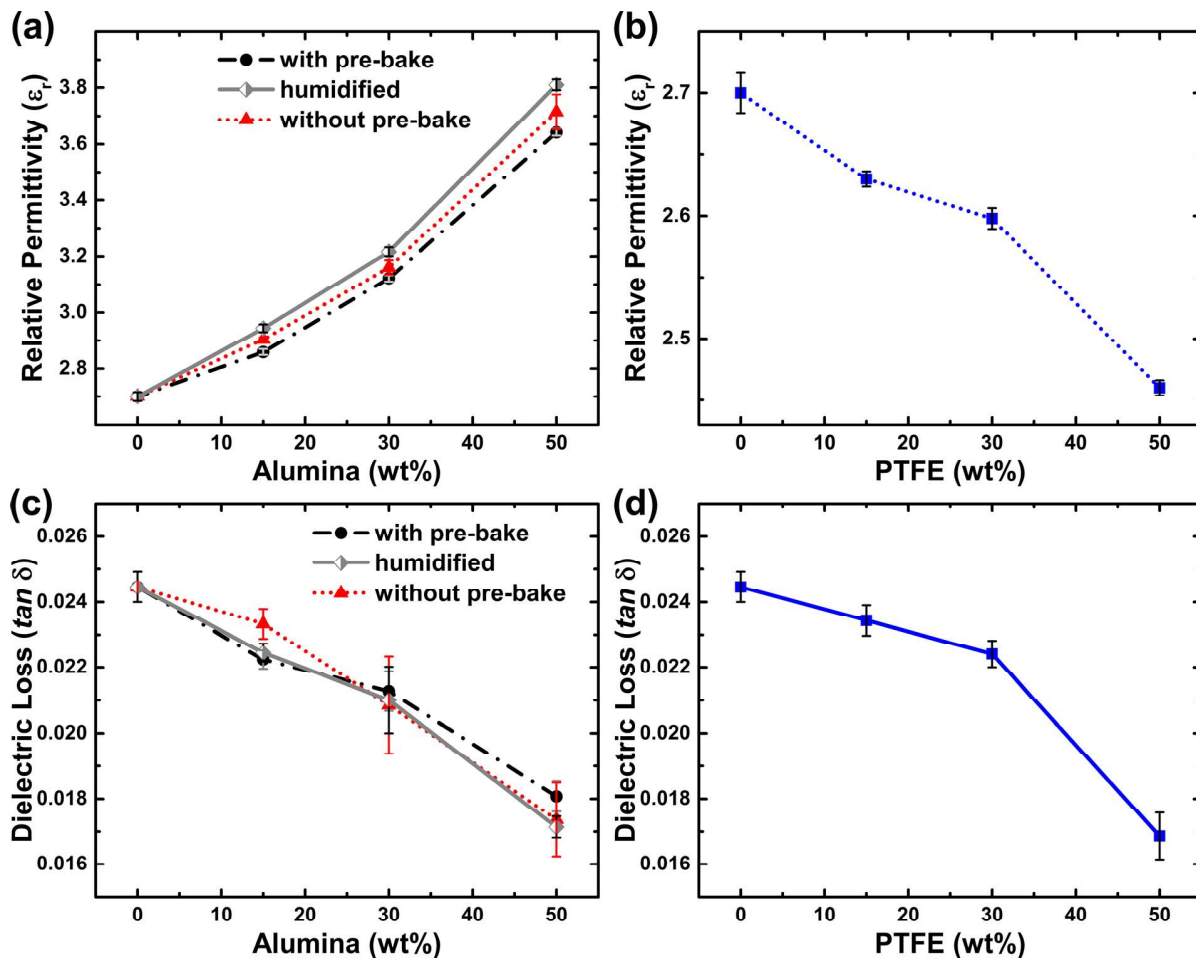 (a)
with pre-bake
humidified
without pre-bake
Relative Permittivity (εr)
3.8
3.6
3.4
3.2
3.0
2.8
0 10 20 30 40 50
Alumina (wt%)
(b)
Relative Permittivity (εr)
2.7
2.6
2.5
0 10 20 30 40 50
PTFE (wt%)
(c)
with pre-bake
humidified
without pre-bake
Dielectric Loss (tan δ)
0.026
0.024
0.022
0.020
0.018
0.016
0 10 20 30 40 50
Alumina (wt%)
(d)
Dielectric Loss (tan δ)
0.026
0.024
0.022
0.020
0.018
0.016
0 10 20 30 40 50
PTFE (wt%)